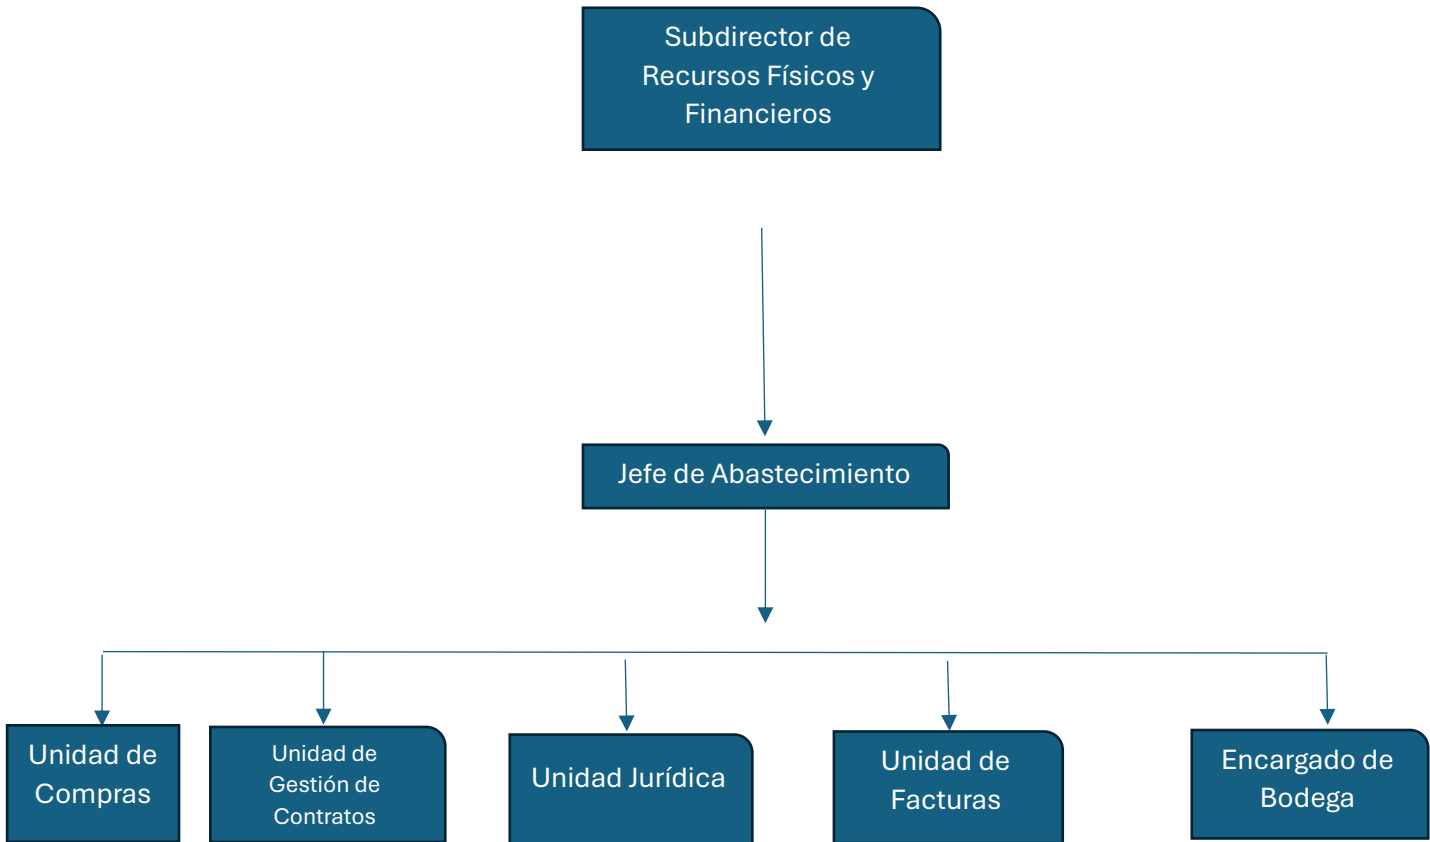 Subdirector de
Recursos Físicos y
Financieros
Jefe de Abastecimiento
Unidad de
Compras
Unidad de
Gestión de
Contratos
Unidad Jurídica
Unidad de
Facturas
Encargado de
Bodega